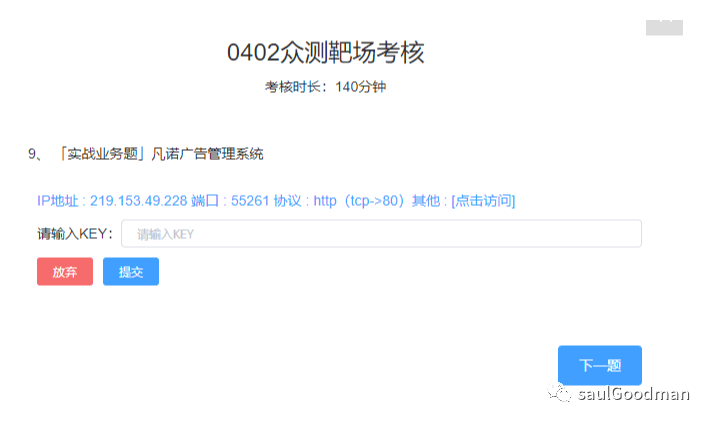 0402众测靶场考核
考核时长：140分钟
9、 「实战业务题」凡诺广告管理系统
IP地址 : 219.153.49.228 端口 : 55261 协议 : http（tcp->80）其他 : [点击访问]
请输入KEY： 请输入KEY
放弃 提交
下一题
saulGoodman